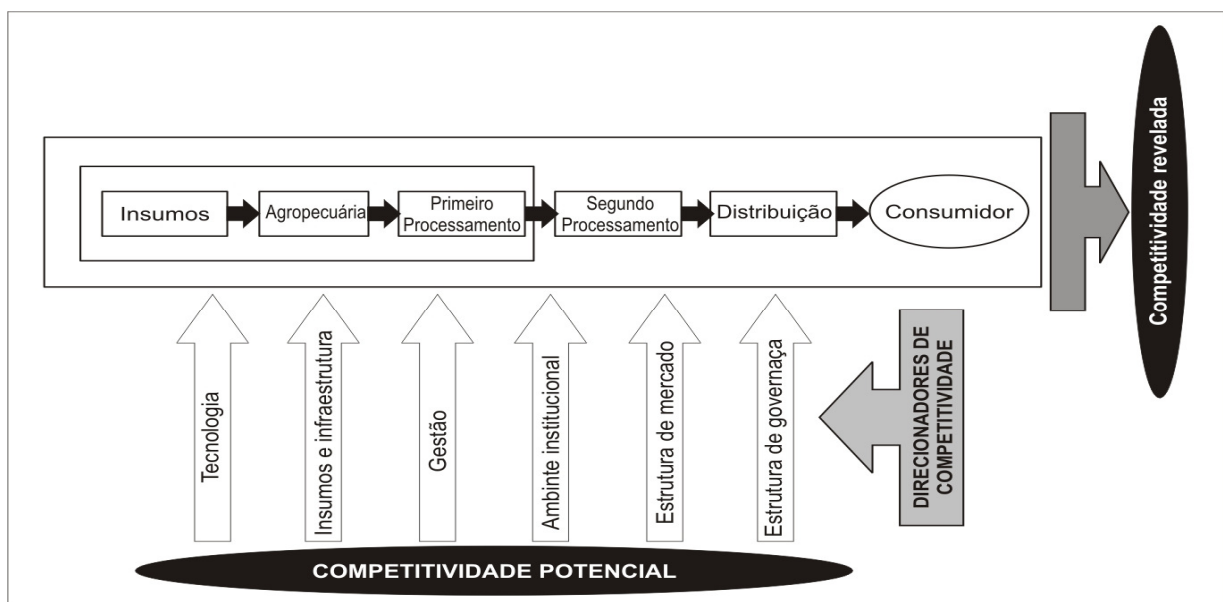 Insumos
Agropecuária
Primeiro
Processamento
Segundo
Processamento
Distribuição
Consumidor
Competitividade revelada
Tecnologia
Insumos e infraestrutura
Gestão
Ambinte institucional
Estrutura de mercado
Estrutura de governaça
DIRECIONADORES DE
COMPETITIVIDADE
COMPETITIVIDADE POTENCIAL